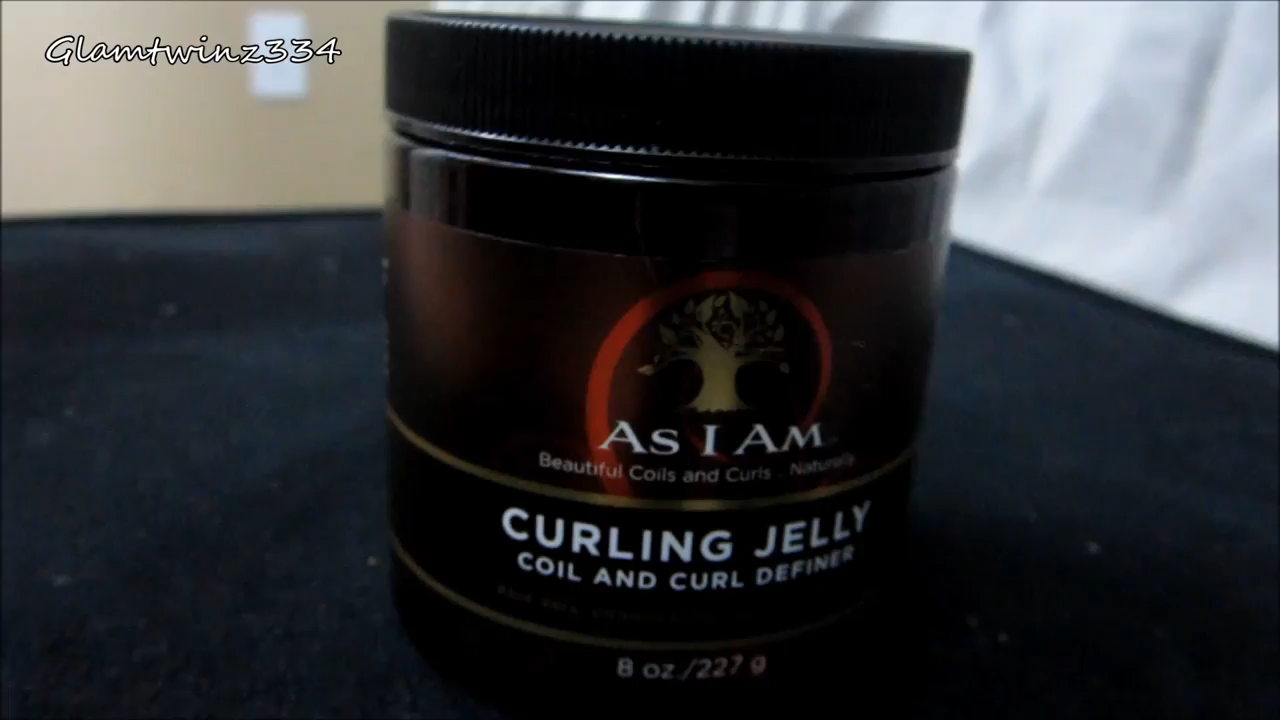 Glamtwinz334
AS I AM
Beautiful Coils and Curls . Naturally
CURLING JELLY
COIL AND CURL DEFINER
8 oz./227 g